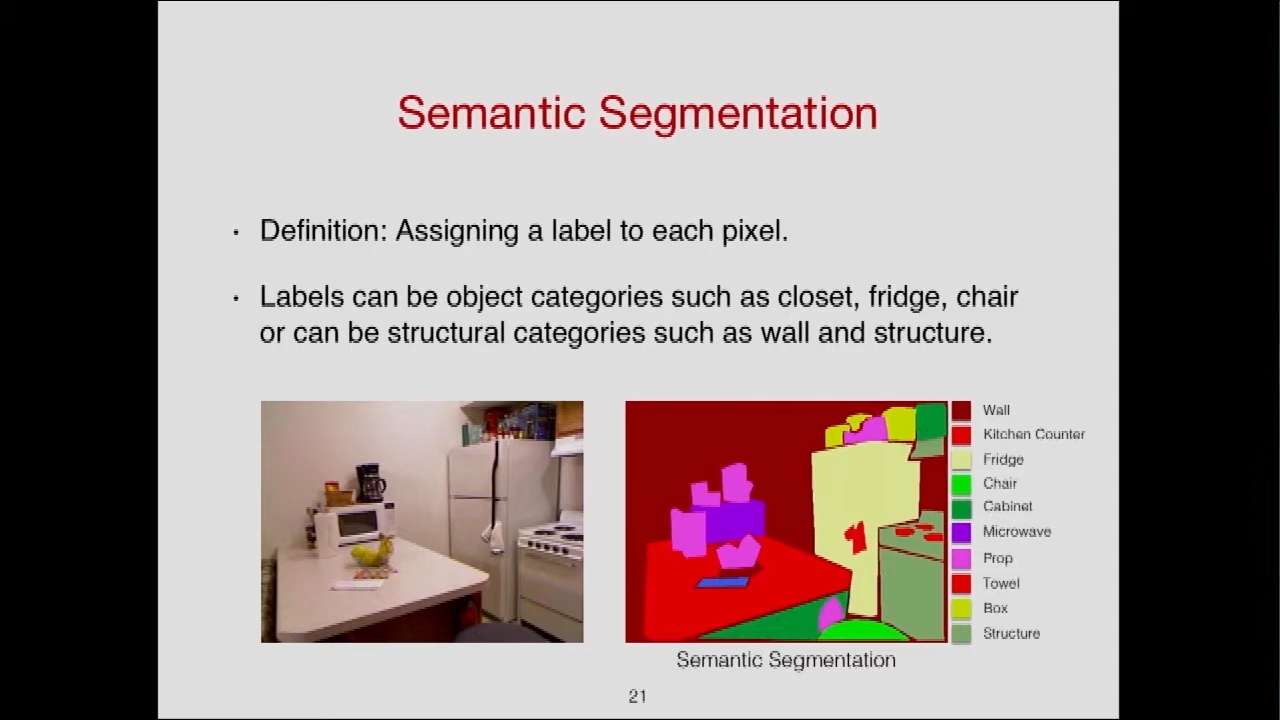 Semantic Segmentation
• Definition: Assigning a label to each pixel.
• Labels can be object categories such as closet, fridge, chair
or can be structural categories such as wall and structure.
Wall
Kitchen Counter
Fridge
Chair
Cabinet
Microwave
Prop
Towel
Box
Structure
Semantic Segmentation
21